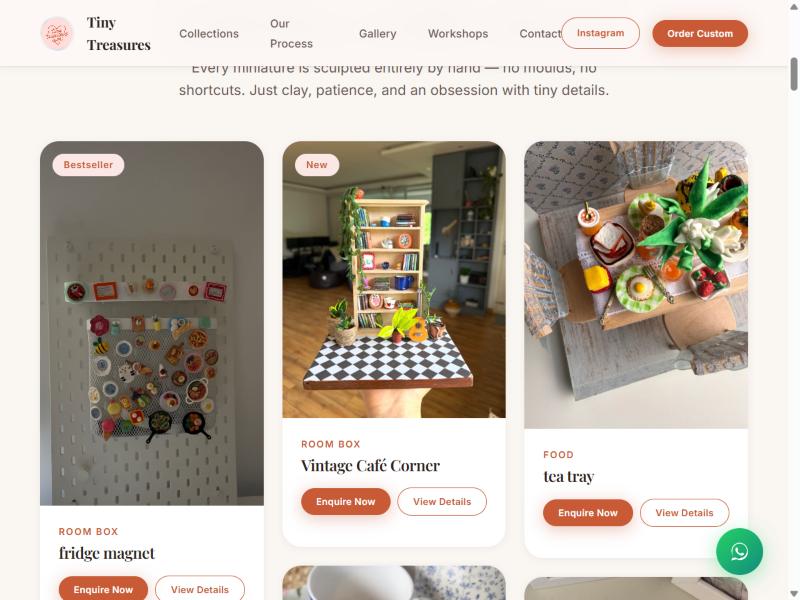 Tiny
Treasures
Collections
Our
Process
Gallery
Workshops
Contact
Instagram
Order Custom
Every miniature is sculpted entirely by hand — no moulds, no
shortcuts. Just clay, patience, and an obsession with tiny details.
Bestseller
ROOM BOX
fridge magnet
Enquire Now
View Details
New
ROOM BOX
Vintage Café Corner
Enquire Now
View Details
FOOD
tea tray
Enquire Now
View Details